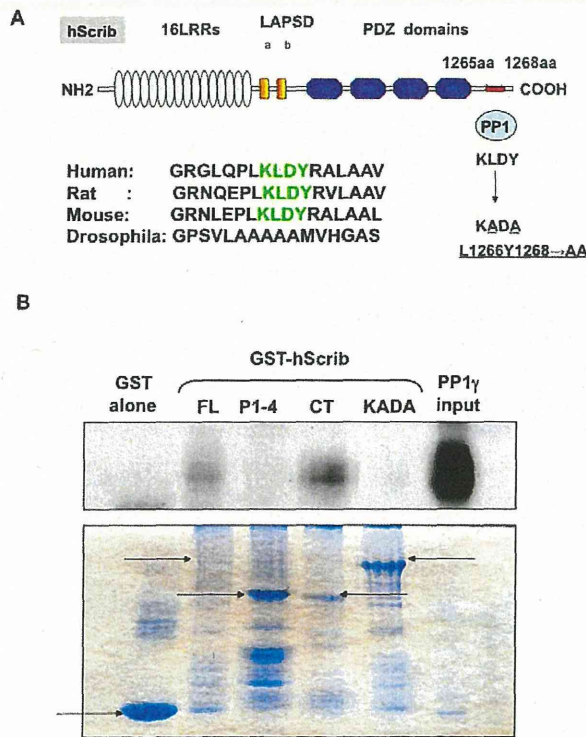 A
hScrib
16LRRs
LAPSD
a b
PDZ domains
1265aa 1268aa
NH2
COOH
PP1
KLDY
KADA
L1266Y1268→AA
Human: GRGLQPLKLDYRALAAV
Rat : GRNQEPLKLDYRVLAAV
Mouse: GRNLEPLKLDYRALAAL
Drosophila: GPSVLAAAAAMVHGAS
B
GST-hScrib
GST alone
FL P1-4 CT KADA
PP1γ input